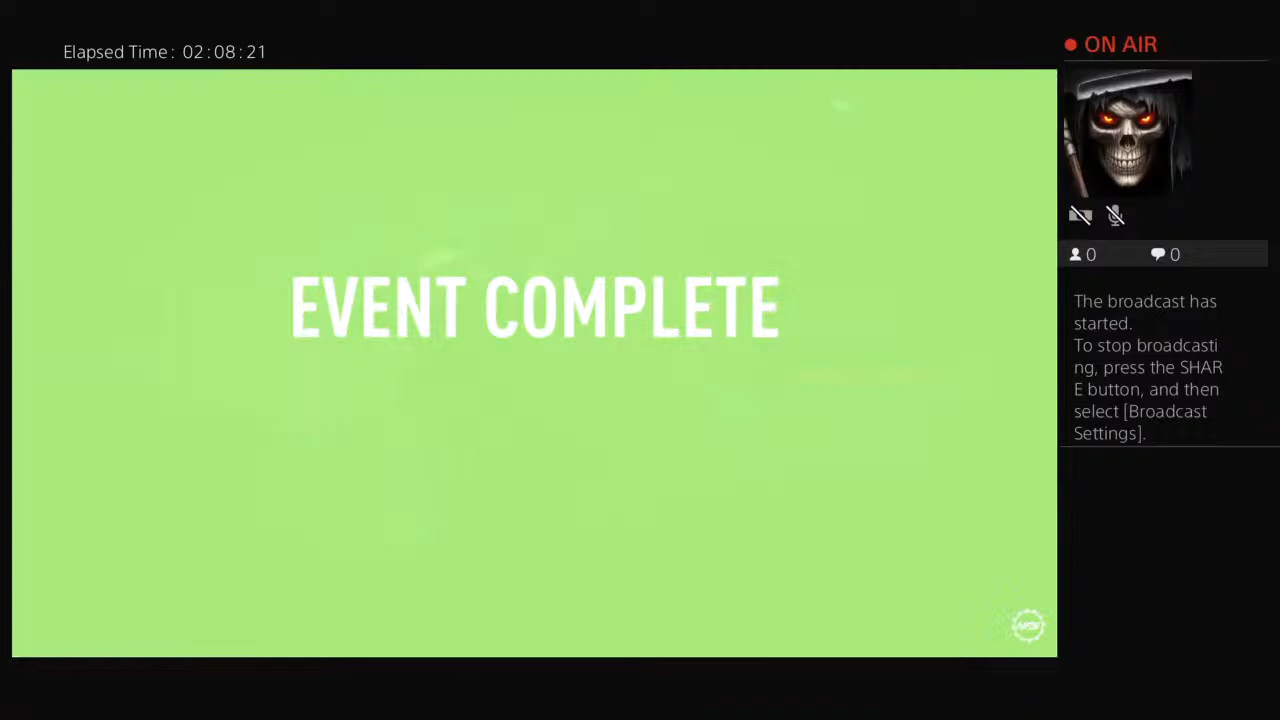 Elapsed Time: 02:08:21
ON AIR
EVENT COMPLETE
0
0
The broadcast has
started.
To stop broadcasti
ng, press the SHAR
E button, and then
select [Broadcast
Settings].